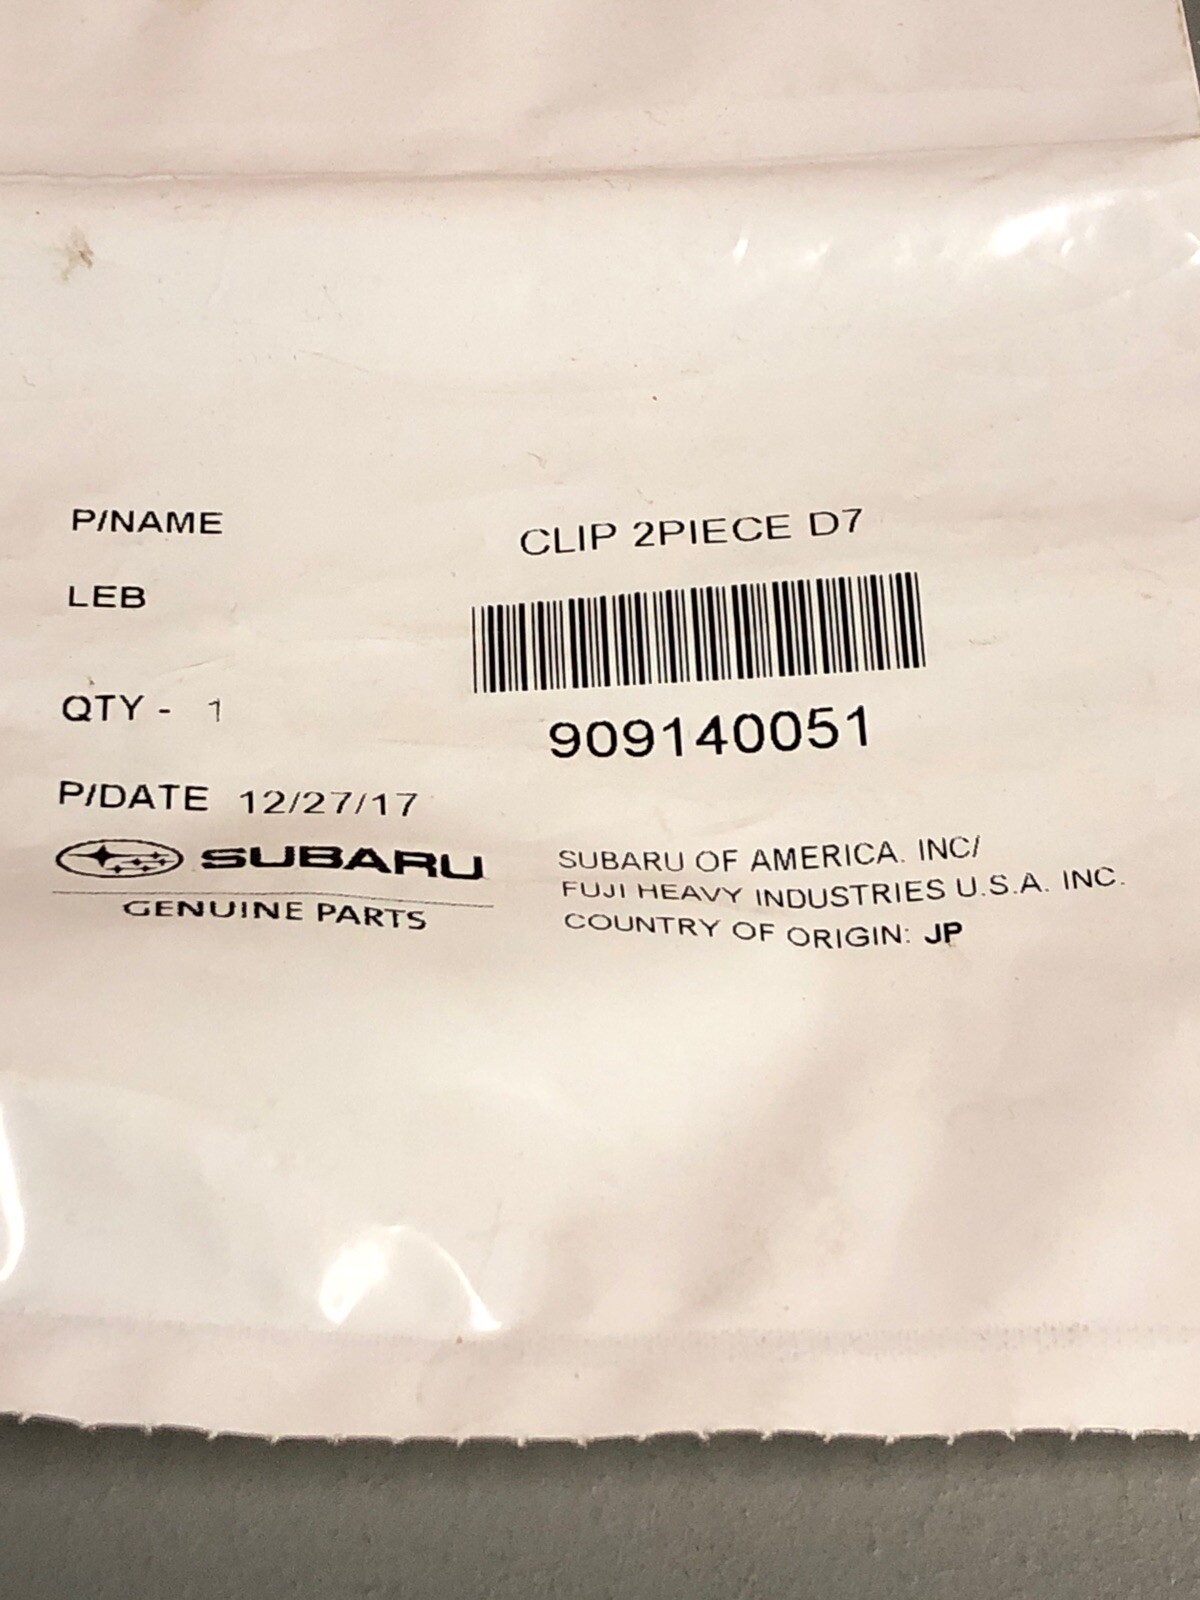 P/NAME
CLIP 2PIECE D7
LEB
QTY - 1
909140051
P/DATE 12/27/17
SUBARU
GENUINE PARTS
SUBARU OF AMERICA. INC/
FUJI HEAVY INDUSTRIES U.S.A. INC.
COUNTRY OF ORIGIN: JP